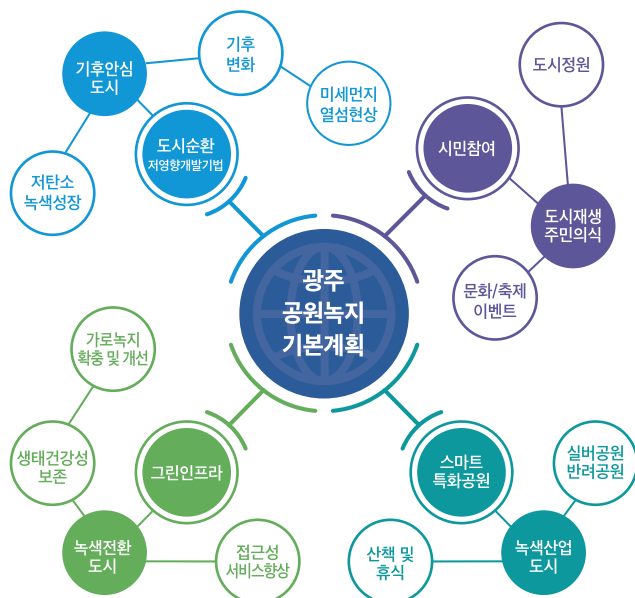 기후안심
도시
기후
변화
미세먼지
열섬현상
도시순환
저영향개발기법
저탄소
녹색성장
도시정원
시민참여
도시재생
주민의식
문화/축제
이벤트
광주
공원녹지
기본계획
가로녹지
확충 및 개선
생태건강성
보존
그린인프라
녹색전환
도시
접근성
서비스향상
스마트
특화공원
실버공원
반려공원
녹색산업
도시
산책 및
휴식